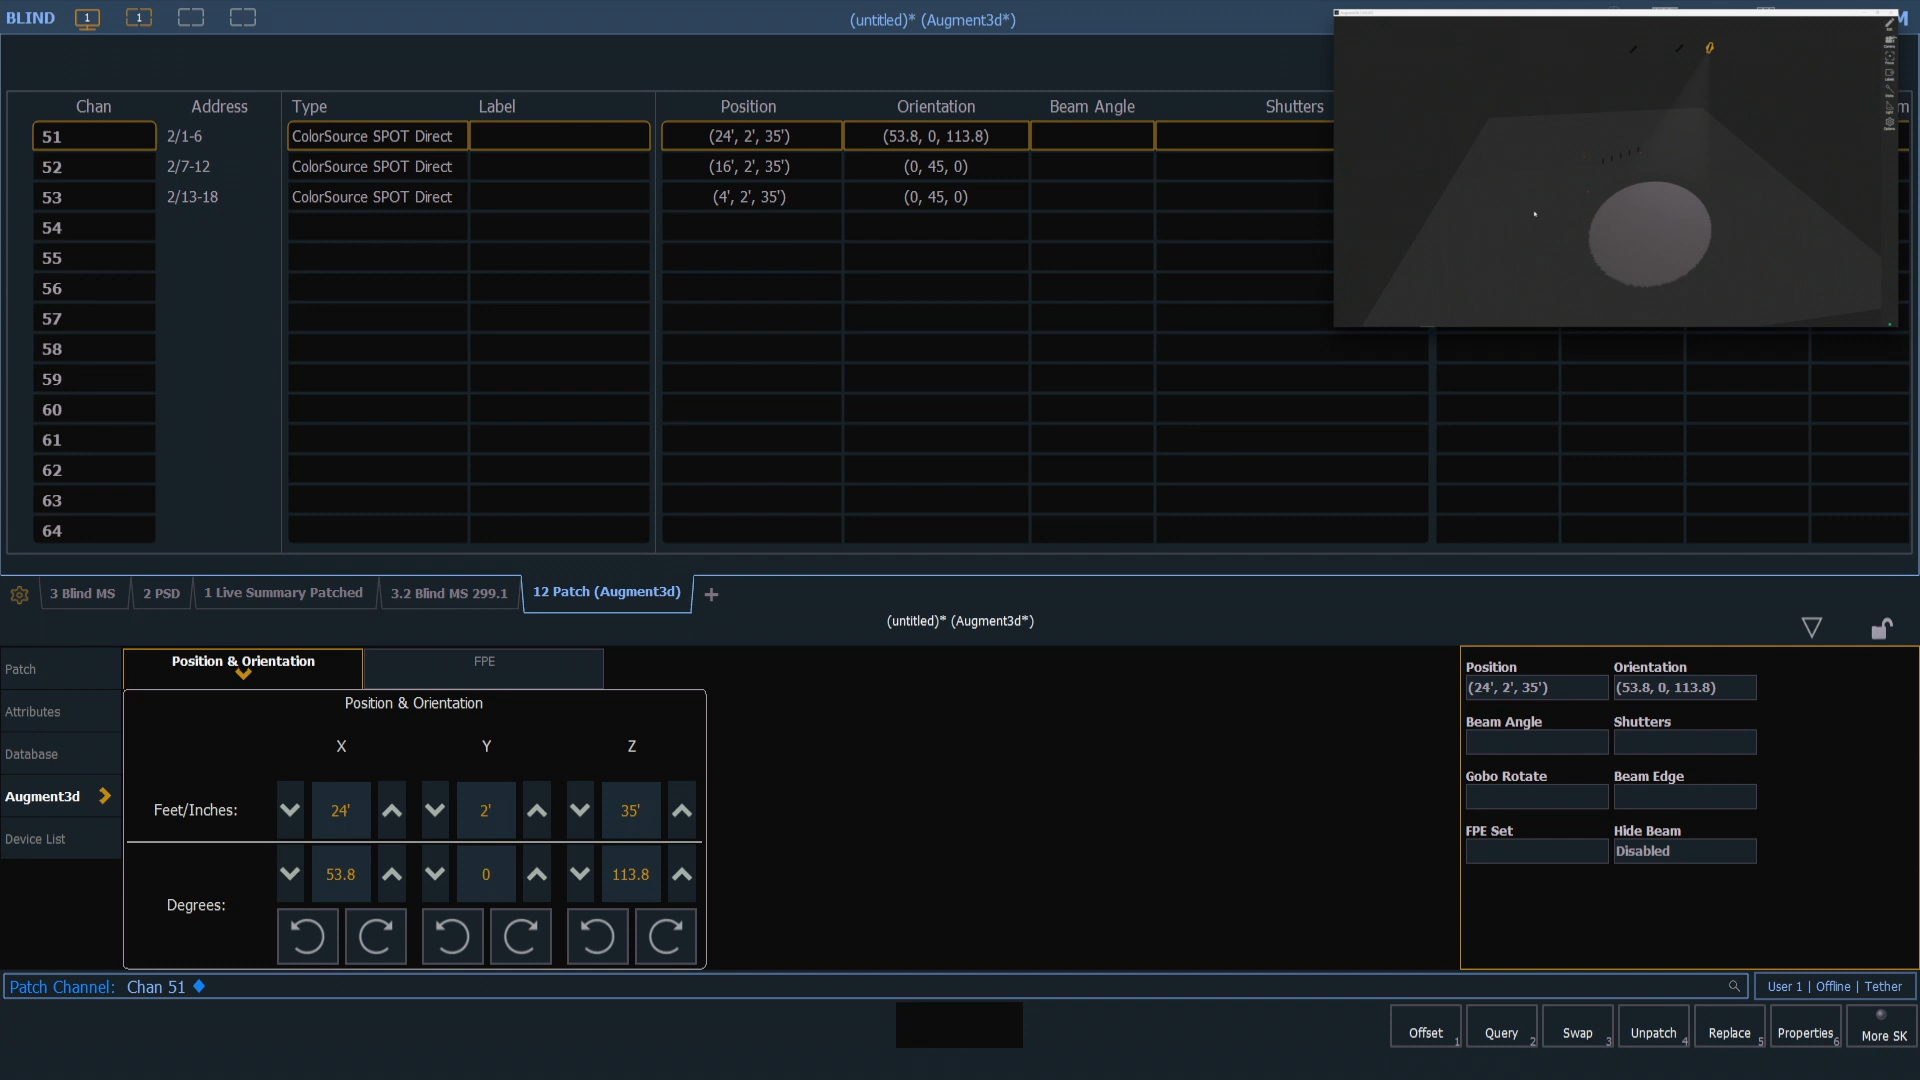 BLIND 1 1 (untitled)* (Augment3d*) M
Chan Address Type Label Position Orientation Beam Angle Shutters m
51 2/1-6 ColorSource SPOT Direct (24', 2', 35') (53.8, 0, 113.8)
52 2/7-12 ColorSource SPOT Direct (16', 2', 35') (0, 45, 0)
53 2/13-18 ColorSource SPOT Direct (4', 2', 35') (0, 45, 0)
54
55
56
57
58
59
60
61
62
63
64
3 Blind MS 2 PSD 1 Live Summary Patched 3.2 Blind MS 299.1 12 Patch (Augment3d) +
(untitled)* (Augment3d*)
Patch
Attributes
Database
Augment3d
Device List
Position & Orientation FPE
Position & Orientation
X Y Z
Feet/Inches: 24' 2' 35'
Degrees: 53.8 0 113.8
Position Orientation
(24', 2', 35') (53.8, 0, 113.8)
Beam Angle Shutters
Gobo Rotate Beam Edge
FPE Set Hide Beam
Disabled
Patch Channel: Chan 51
User 1 | Offline | Tether
Offset 1 Query 2 Swap 3 Unpatch 4 Replace 5 Properties 6 More SK